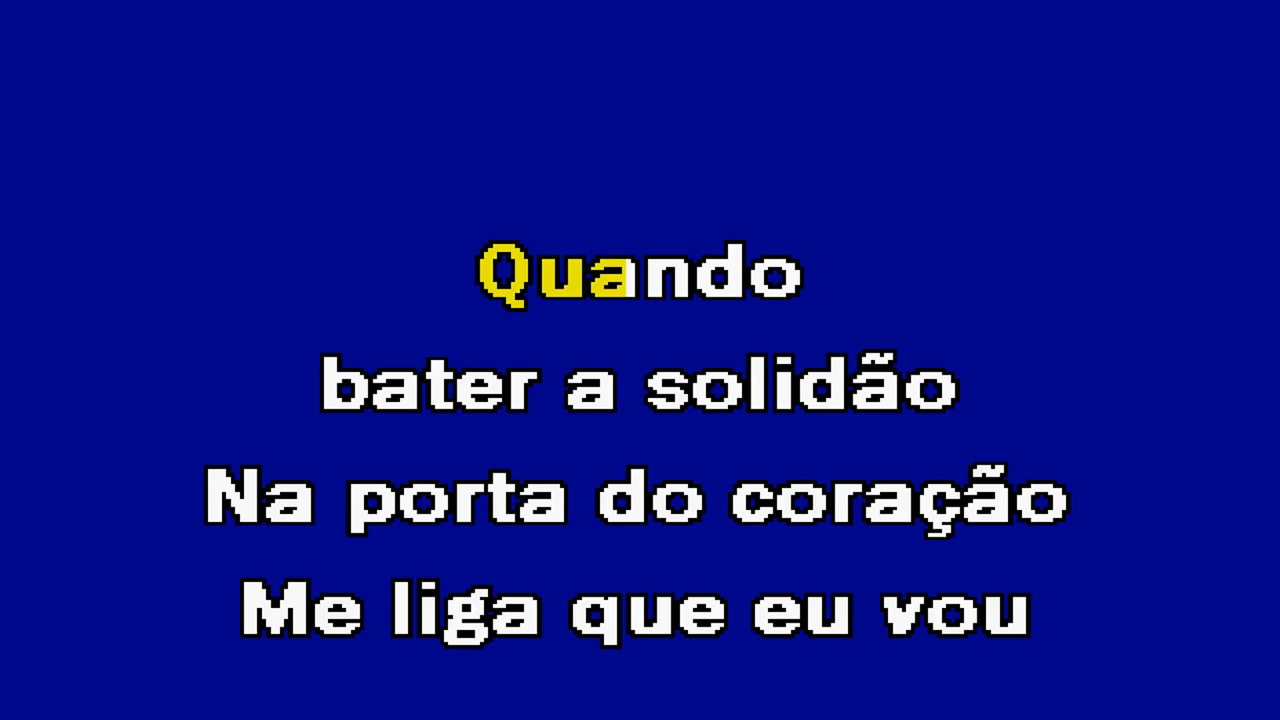 Quando
bater a solidão
Na porta do coração
Me liga que eu vou